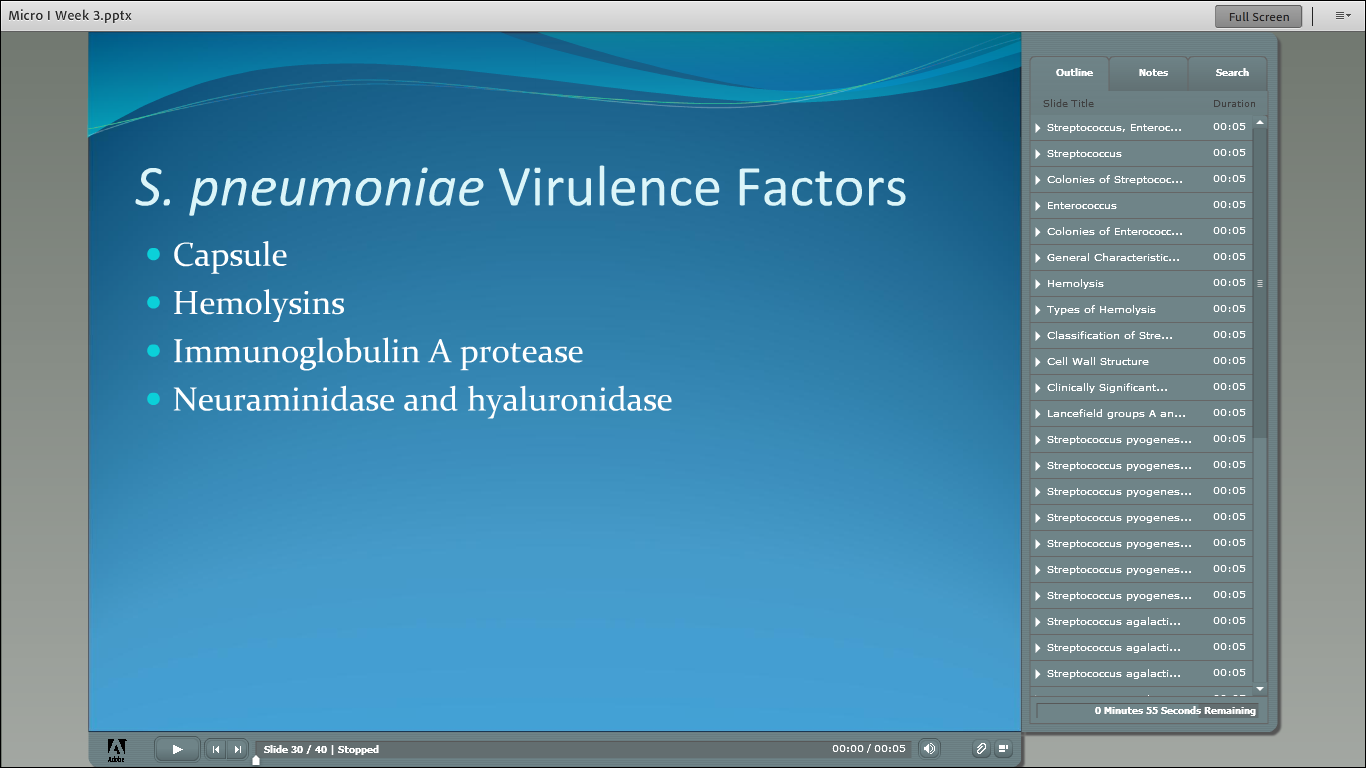 Micro I Week 3.pptx
Full Screen
S. pneumoniae Virulence Factors
Capsule
Hemolysins
Immunoglobulin A protease
Neuraminidase and hyaluronidase
Outline Notes Search
Slide Title Duration
Streptococcus, Enteroc... 00:05
Streptococcus 00:05
Colonies of Streptococ... 00:05
Enterococcus 00:05
Colonies of Enterococc... 00:05
General Characteristic... 00:05
Hemolysis 00:05
Types of Hemolysis 00:05
Classification of Stre... 00:05
Cell Wall Structure 00:05
Clinically Significant... 00:05
Lancefield groups A an... 00:05
Streptococcus pyogenes... 00:05
Streptococcus pyogenes... 00:05
Streptococcus pyogenes... 00:05
Streptococcus pyogenes... 00:05
Streptococcus pyogenes... 00:05
Streptococcus pyogenes... 00:05
Streptococcus pyogenes... 00:05
Streptococcus agalacti... 00:05
Streptococcus agalacti... 00:05
Streptococcus agalacti... 00:05
0 Minutes 55 Seconds Remaining
Adobe
Slide 30 / 40 | Stopped
00:00 / 00:05